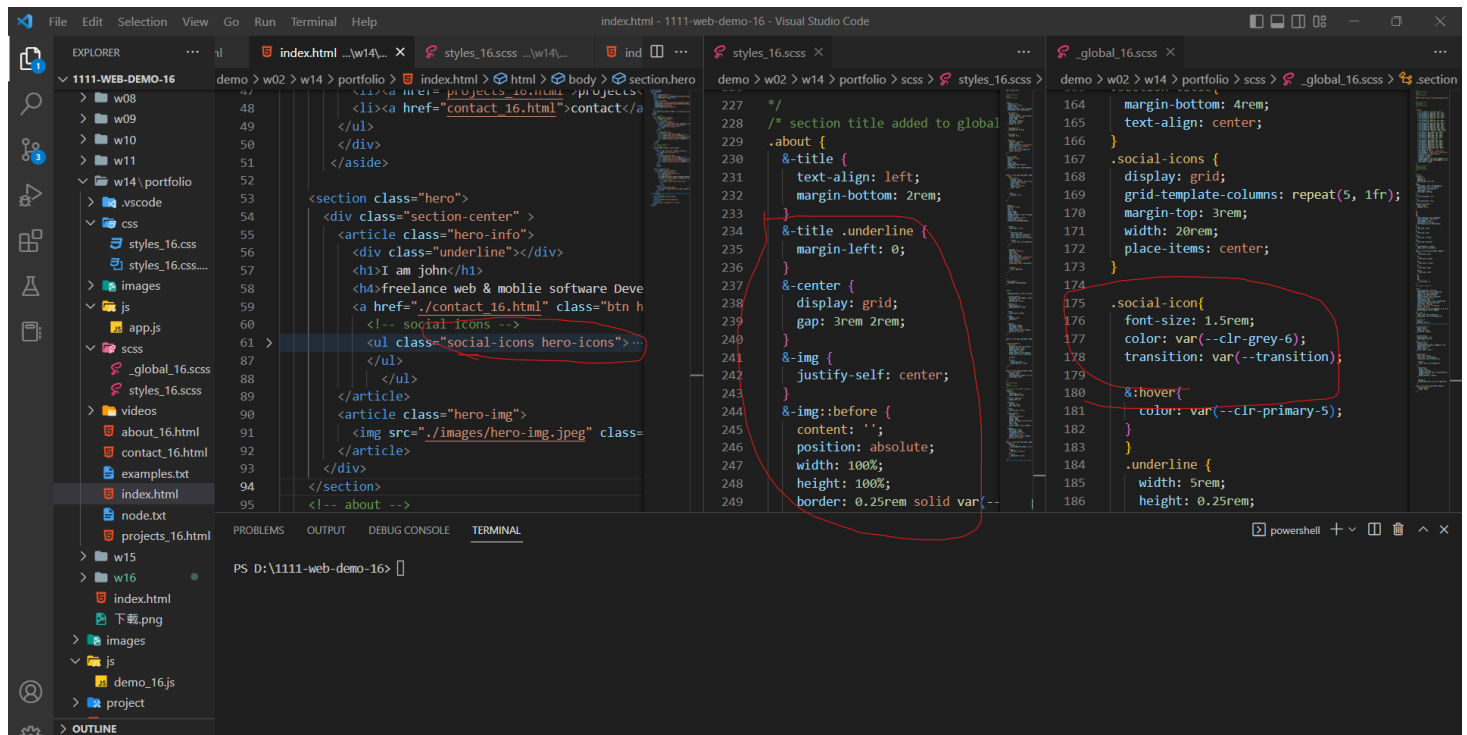 File Edit Selection View Go Run Terminal Help
index.html - 1111-web-demo-16 - Visual Studio Code
EXPLORER
1111-WEB-DEMO-16
w08
w09
w10
w11
w14 \ portfolio
.vscode
css
styles_16.css
styles_16.css....
images
js
app.js
scss
_global_16.scss
styles_16.scss
videos
about_16.html
contact_16.html
examples.txt
index.html
node.txt
projects_16.html
w15
w16
index.html
下載.png
images
js
demo_16.js
project
OUTLINE
index.html ...\w14\...
styles_16.scss ...\w14\...
ind
demo > w02 > w14 > portfolio > index.html > html > body > section.hero
47 <li><a href="projects_16.html">projects<
48 <li><a href="contact_16.html">contact</a
49 </ul>
50 </div>
51 </aside>
52
53 <section class="hero">
54 <div class="section-center" >
55 <article class="hero-info">
56 <div class="underline"></div>
57 <h1>I am john</h1>
58 <h4>freelance web & moblie software Deve
59 <a href="./contact_16.html" class="btn h
60 <!-- social icons -->
61 <ul class="social-icons hero-icons">...
87 </ul>
88 </ul>
89 </article>
90 <article class="hero-img">
91 <img src="./images/hero-img.jpeg" class=
92 </article>
93 </div>
94 </section>
95 <!-- about -->
styles_16.scss
demo > w02 > w14 > portfolio > scss > styles_16.scss >
227 */
228 /* section title added to global
229 .about {
230 &-title {
231 text-align: left;
232 margin-bottom: 2rem;
233 }
234 &-title .underline {
235 margin-left: 0;
236 }
237 &-center {
238 display: grid;
239 gap: 3rem 2rem;
240 }
241 &-img {
242 justify-self: center;
243 }
244 &-img::before {
245 content: '';
246 position: absolute;
247 width: 100%;
248 height: 100%;
249 border: 0.25rem solid var(--
_global_16.scss
demo > w02 > w14 > portfolio > scss > _global_16.scss > .section
164 margin-bottom: 4rem;
165 text-align: center;
166 }
167 .social-icons {
168 display: grid;
169 grid-template-columns: repeat(5, 1fr);
170 margin-top: 3rem;
171 width: 20rem;
172 place-items: center;
173 }
174
175 .social-icon{
176 font-size: 1.5rem;
177 color: var(--clr-grey-6);
178 transition: var(--transition);
179
180 &:hover{
181 color: var(--clr-primary-5);
182 }
183 }
184 .underline {
185 width: 5rem;
186 height: 0.25rem;
PROBLEMS OUTPUT DEBUG CONSOLE TERMINAL
powershell
PS D:\1111-web-demo-16>